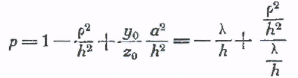 p = 1 - ρ²/h² + y₀/z₀ a²/h² = - λ/h + (ρ²/h²)/(λ/h)